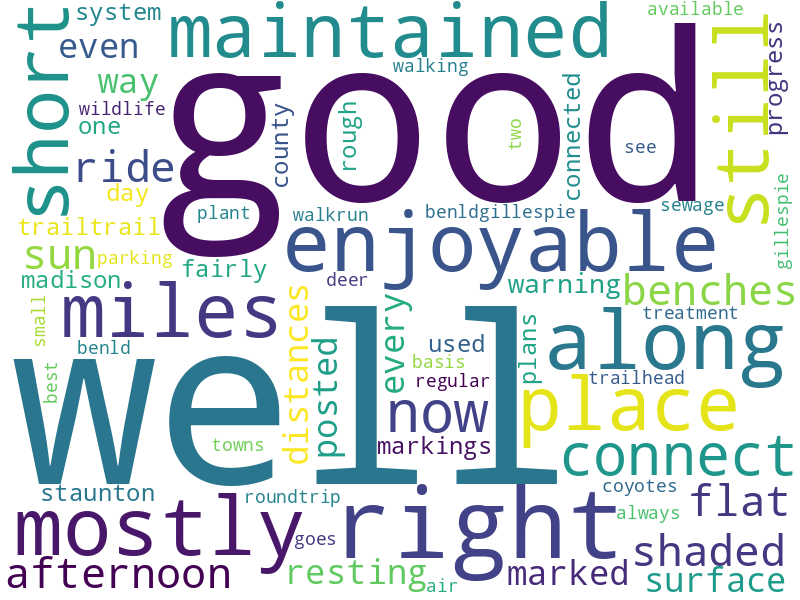 system
available
even
maintained
short
good
still
walking
way
progress
wildlife
one
county
rough
two
connected
see
ride
day
plant
walkrun
benldgillespie
sewage
gillespie
trailtrail
enjoyable
sun
parking
fairly
madison
deer
warning
benches
miles
small
distances
every
treatment
well
along
benld
posted
used
plans
basis
trailhead
best
regular
now
place
towns
markings
connect
staunton
roundtrip
coyotes
mostly
right
flat
always
goes
shaded
afternoon
resting
air
marked
surface